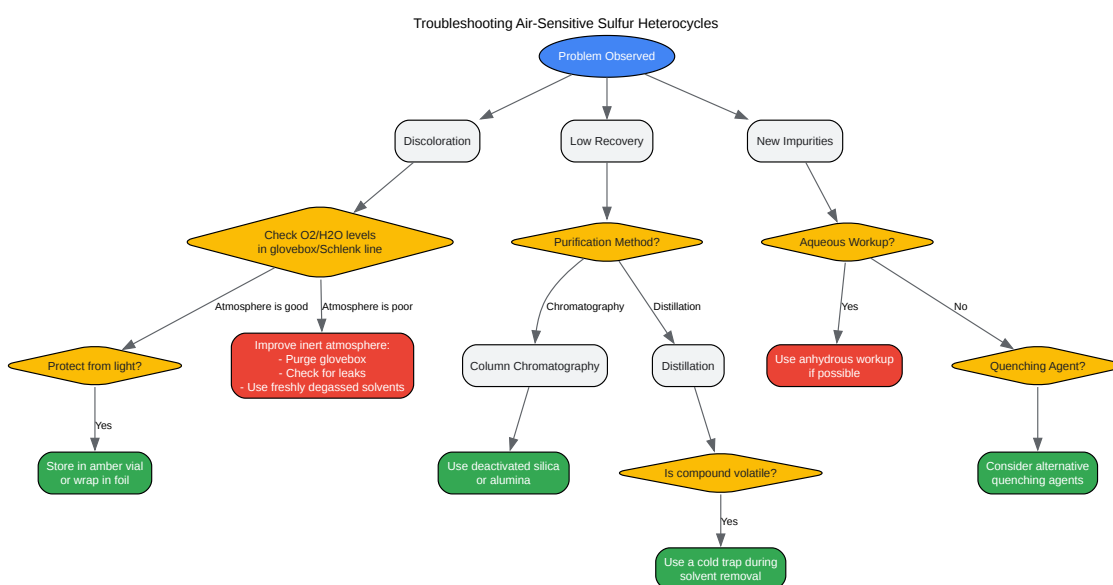 Troubleshooting Air-Sensitive Sulfur Heterocycles
Problem Observed
Discoloration
Low Recovery
New Impurities
Check O2/H2O levels
in glovebox/Schlenk line
Purification Method?
Aqueous Workup?
Atmosphere is good
Atmosphere is poor
Chromatography
Distillation
Yes
No
Protect from light?
Improve inert atmosphere:
- Purge glovebox
- Check for leaks
- Use freshly degassed solvents
Column Chromatography
Distillation
Use anhydrous workup
if possible
Quenching Agent?
Yes
Store in amber vial
or wrap in foil
Use deactivated silica
or alumina
Is compound volatile?
Consider alternative
quenching agents
Yes
Use a cold trap during
solvent removal